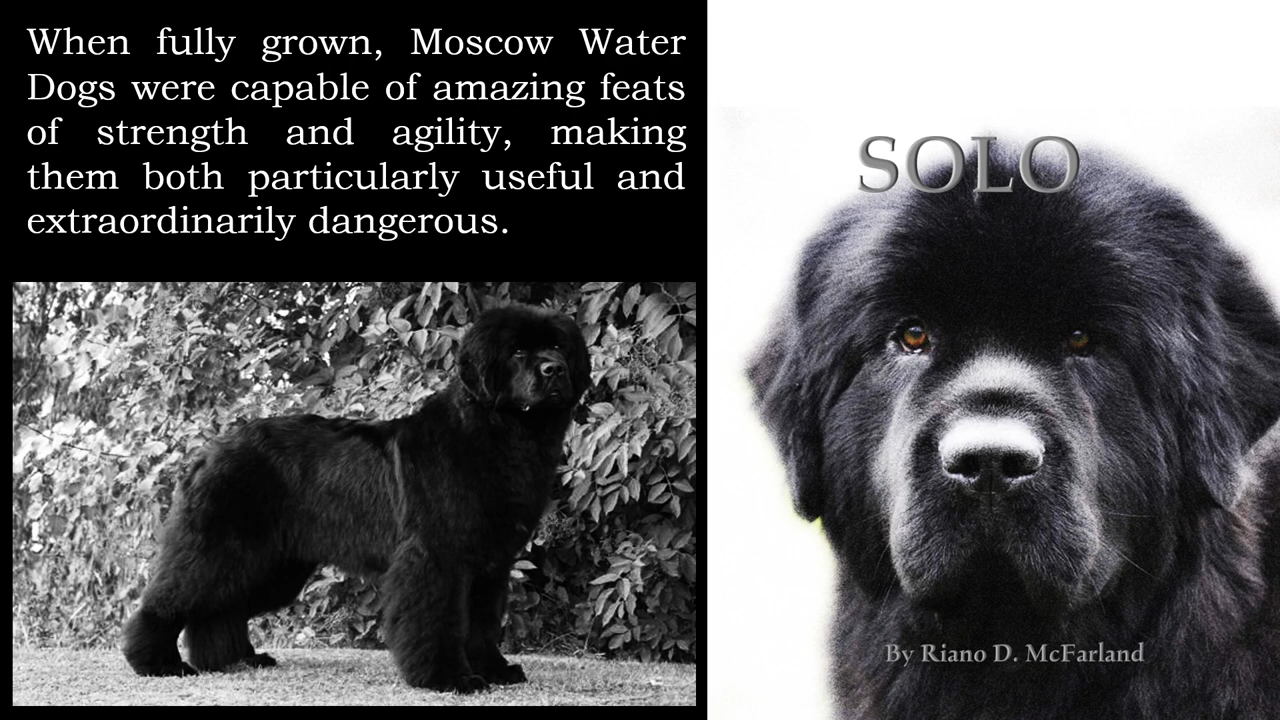 When fully grown, Moscow Water
Dogs were capable of amazing feats
of strength and agility, making
them both particularly useful and
extraordinarily dangerous.
SOLO
By Riano D. McFarland